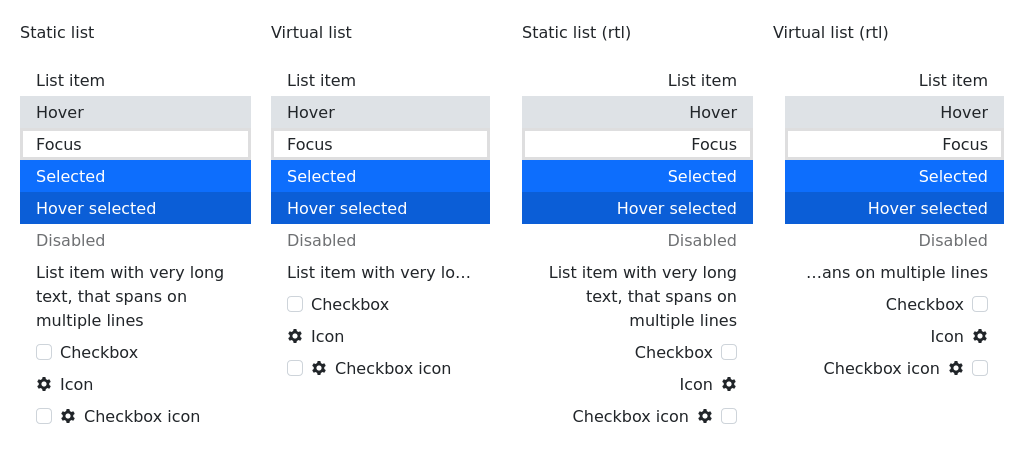 Static list
List item
Hover
Focus
Selected
Hover selected
Disabled
List item with very long
text, that spans on
multiple lines
Checkbox
Icon
Checkbox icon
Virtual list
List item
Hover
Focus
Selected
Hover selected
Disabled
List item with very lo…
Checkbox
Icon
Checkbox icon
Static list (rtl)
List item
Hover
Focus
Selected
Hover selected
Disabled
List item with very long
text, that spans on
multiple lines
Checkbox
Icon
Checkbox icon
Virtual list (rtl)
List item
Hover
Focus
Selected
Hover selected
Disabled
…ans on multiple lines
Checkbox
Icon
Checkbox icon